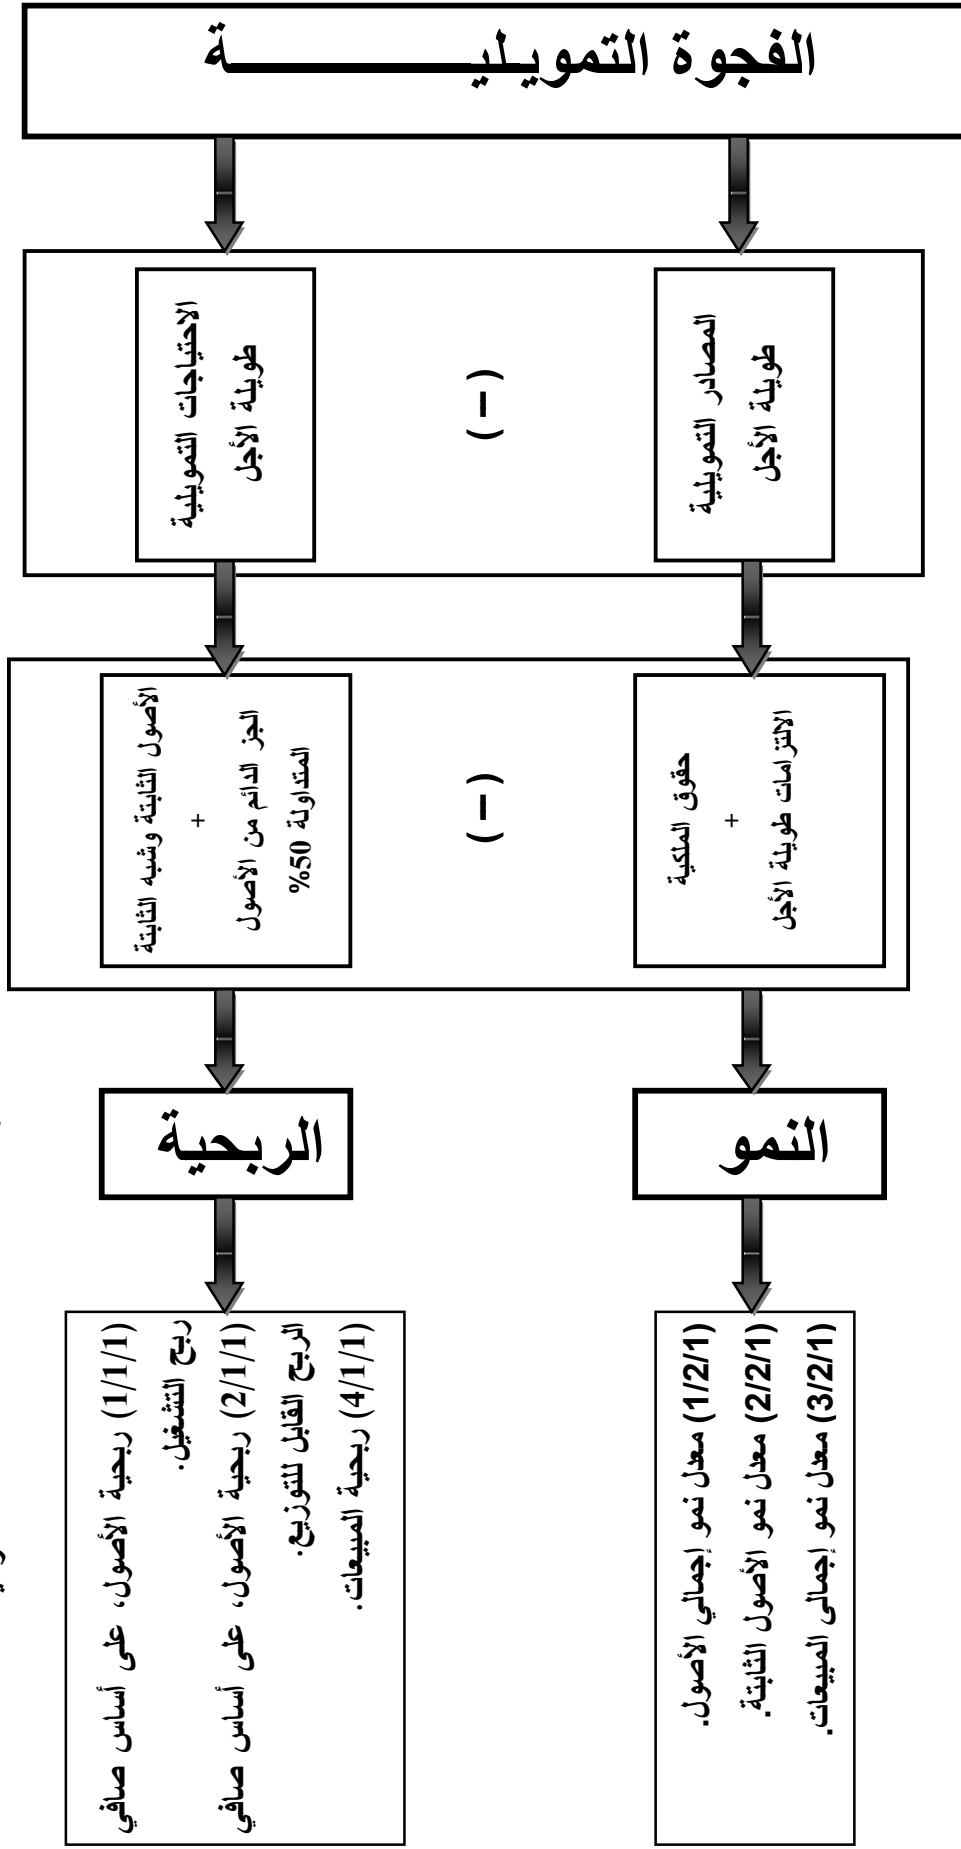 الفجوة التمويليـــــــــــــة
المصادر التمويلية
طويلة الأجل
(–)
الاحتياجات التمويلية
طويلة الأجل
حقوق الملكية
+
الالتزامات طويلة الأجل
(–)
الأصول الثابتة وشبه الثابتة
+
الجز الدائم من الأصول
المتداولة 50%
النمو
الربحية
(1/2/1) معدل نمو إجمالي الأصول.
(2/2/1) معدل نمو الأصول الثابتة.
(3/2/1) معدل نمو إجمالى المبيعات.
(1/1/1) ربحية الأصول، على أساس صافي
ربح التشغيل.
(2/1/1) ربحية الأصول، على أساس صافي
الربح القابل للتوزيع.
(4/1/1) ربحية المبيعات.